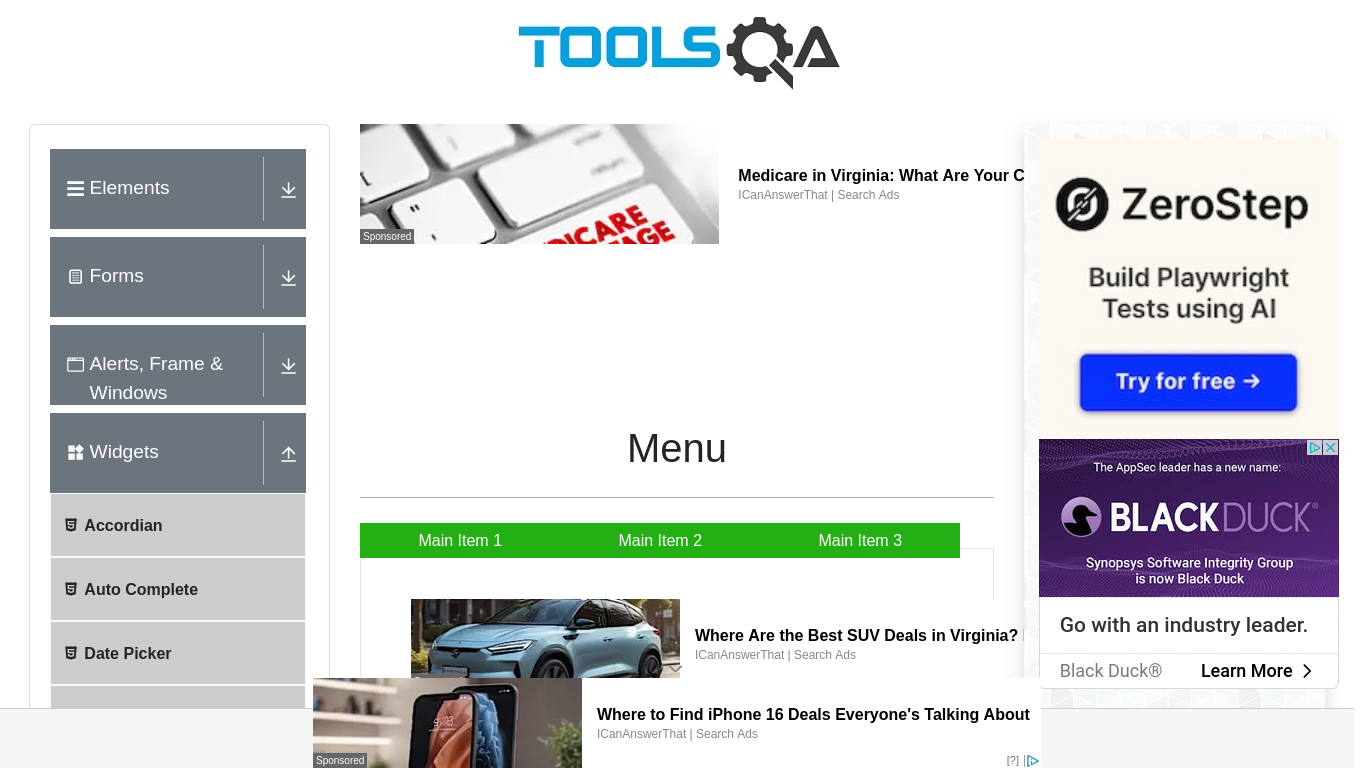 TOOLSQA
Elements
Forms
Alerts, Frame &
Windows
Widgets
Accordian
Auto Complete
Date Picker
return
Sponsored
Medicare in Virginia: What Are Your C
ICanAnswerThat | Search Ads
Menu
Main Item 1
Main Item 2
Main Item 3
Where Are the Best SUV Deals in Virginia?
ICanAnswerThat | Search Ads
Where to Find iPhone 16 Deals Everyone's Talking About
ICanAnswerThat | Search Ads
Sponsored
[?]
ZeroStep
Build Playwright
Tests using AI
Try for free →
The AppSec leader has a new name:
BLACKDUCK®
Synopsys Software Integrity Group
is now Black Duck
Go with an industry leader.
Black Duck®
Learn More